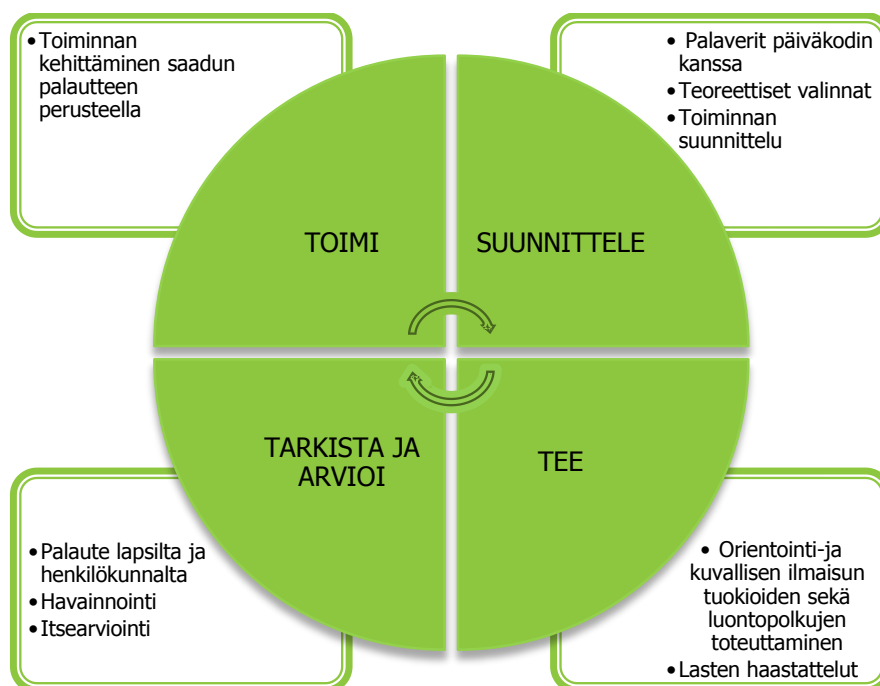 • Toiminnan
kehittäminen saadun
palautteen
perusteella
• Palaverit päiväkodin
kanssa
• Teoreettiset valinnat
• Toiminnan
suunnittelu
TOIMI
SUUNNITTELE
TARKISTA JA
ARVIOI
TEE
• Palaute lapsilta ja
henkilökunnalta
• Havainnointi
• Itsearviointi
• Orientointi-ja
kuvallisen ilmaisun
tuokioiden sekä
luontopolkujen
toteuttaminen
• Lasten haastattelut